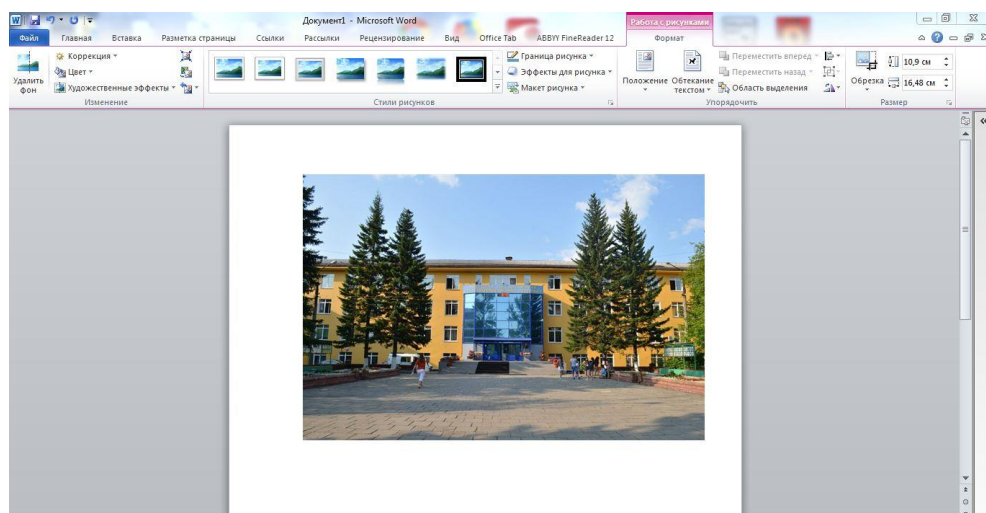 Документ1 - Microsoft Word
Работа с рисунками
Файл Главная Вставка Разметка страницы Ссылки Рассылки Рецензирование Вид Office Tab ABBYY FineReader 12 Формат
Удалить фон
Коррекция
Цвет
Художественные эффекты
Изменение
Стили рисунков
Граница рисунка
Эффекты для рисунка
Макет рисунка
Положение
Обтекание текстом
Переместить вперед
Переместить назад
Область выделения
Упорядочить
Обрезка
10,9 см
16,48 см
Размер